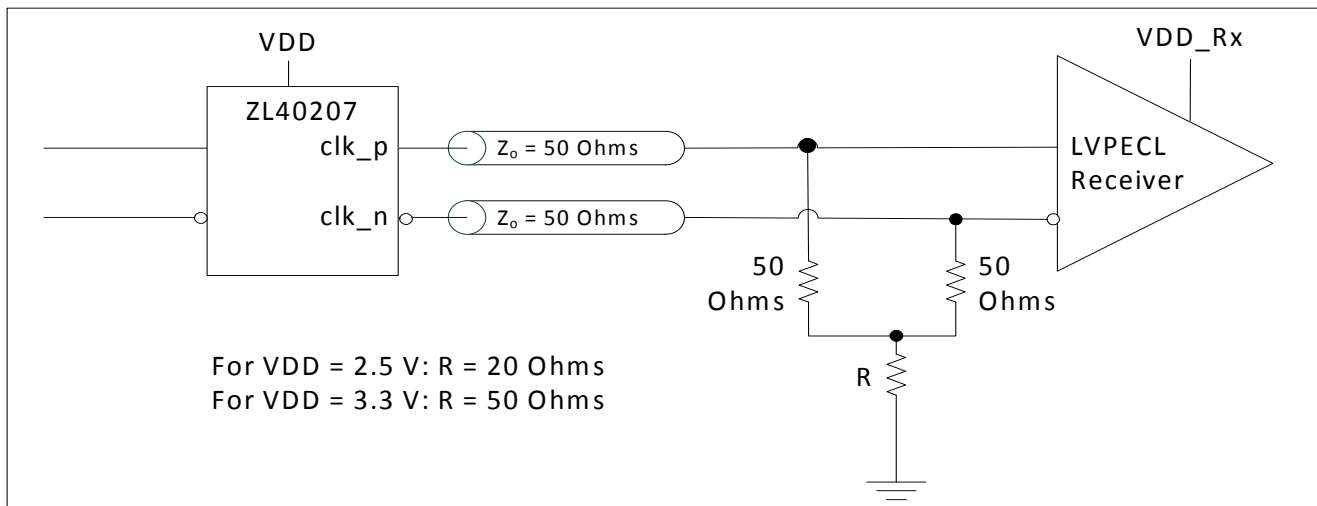 VDD
VDD_Rx
ZL40207
clk_p
Zo = 50 Ohms
LVPECL
Receiver
clk_n
Zo = 50 Ohms
50
Ohms
50
Ohms
For VDD = 2.5 V: R = 20 Ohms
For VDD = 3.3 V: R = 50 Ohms
R